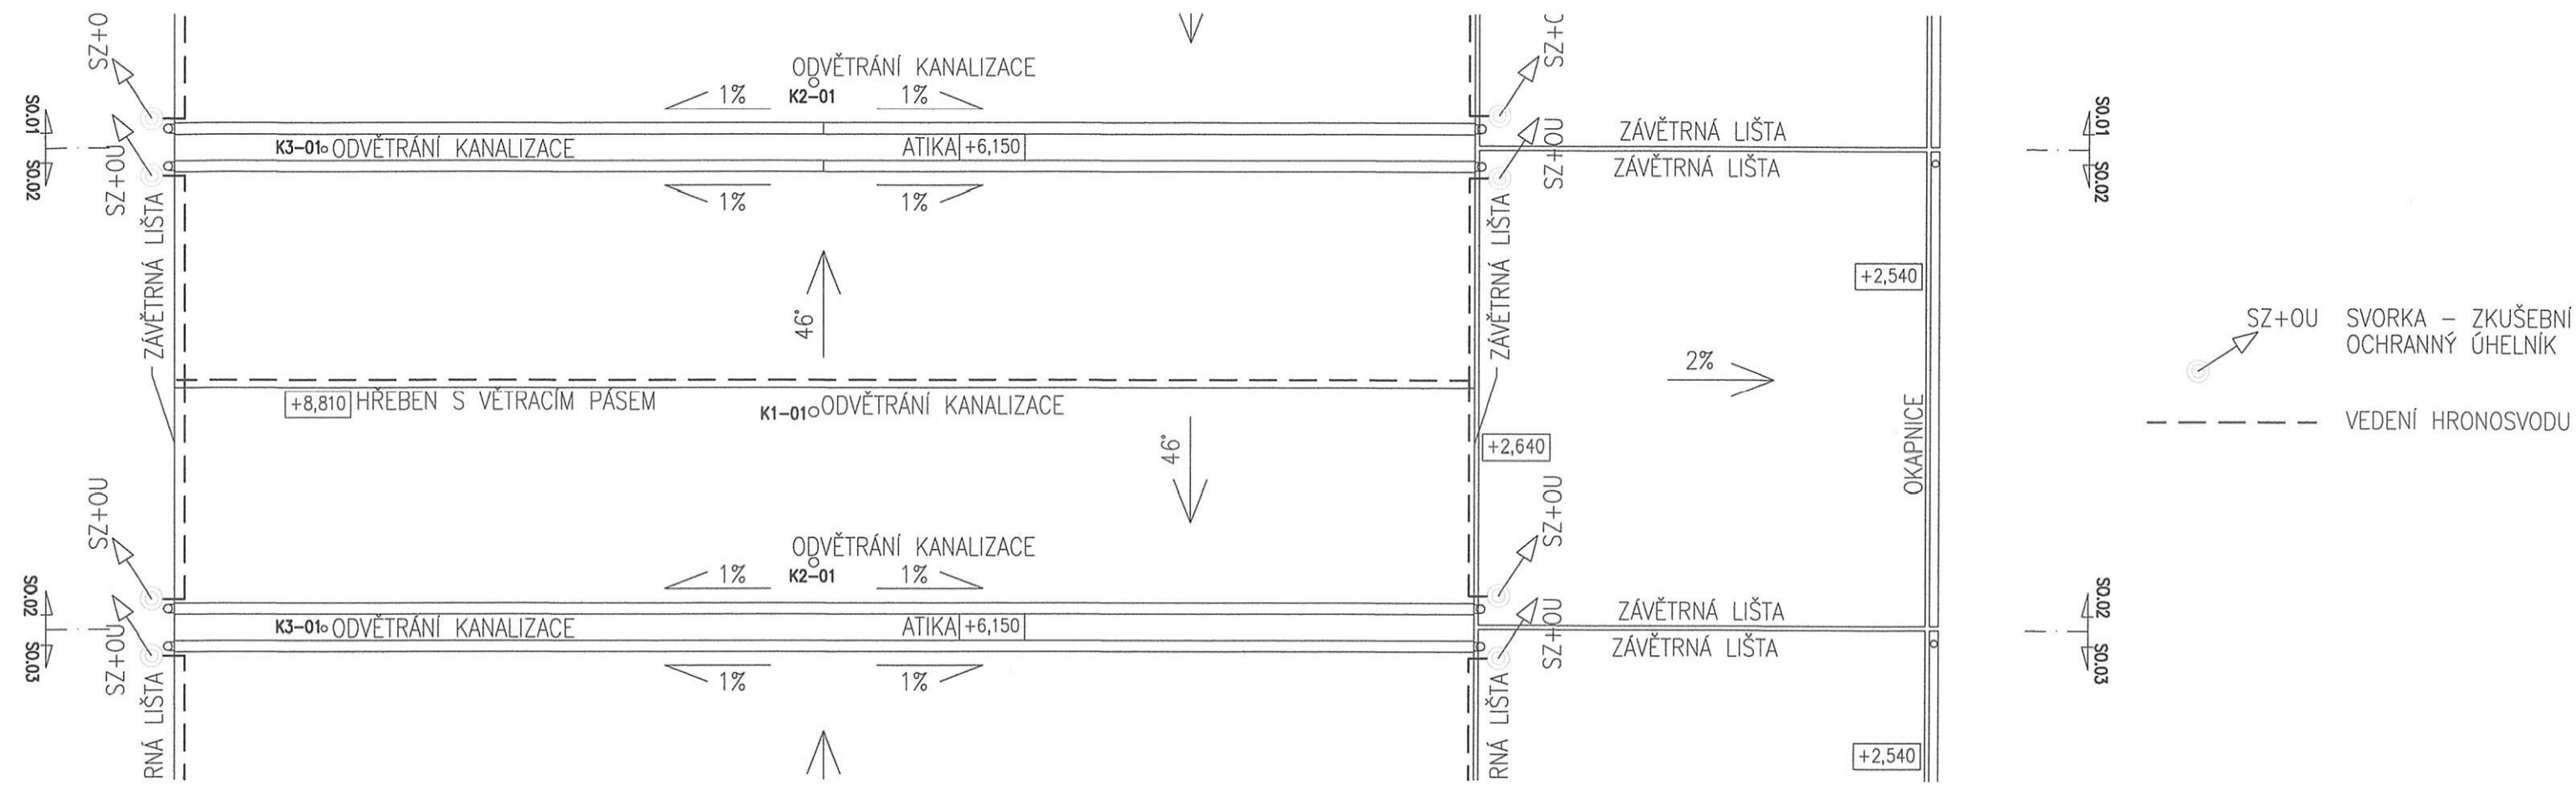 SZ+O
ODVĚTRÁNÍ KANALIZACE
K2-01
1%
1%
SZ+O
S0.01
S0.02
K3-01 ODVĚTRÁNÍ KANALIZACE
ATIKA +6,150
ZÁVĚTRNÁ LIŠTA
ZÁVĚTRNÁ LIŠTA
S0.01
S0.02
SZ+OU
SZ+OU
1%
1%
ZÁVĚTRNÁ LIŠTA
ZÁVĚTRNÁ LIŠTA
+2,540
46°
SZ+OU SVORKA – ZKUŠEBNÍ
OCHRANNÝ ÚHELNÍK
2%
+8,810 HŘEBEN S VĚTRACÍM PÁSEM
K1-01 ODVĚTRÁNÍ KANALIZACE
46°
+2,640
OKAPNICE
VEDENÍ HRONOSVODU
SZ+OU
SZ+OU
ODVĚTRÁNÍ KANALIZACE
K2-01
1%
1%
S0.02
S0.03
K3-01 ODVĚTRÁNÍ KANALIZACE
ATIKA +6,150
ZÁVĚTRNÁ LIŠTA
ZÁVĚTRNÁ LIŠTA
S0.02
S0.03
SZ+OU
SZ+OU
1%
1%
RNÁ LIŠTA
RNÁ LIŠTA
+2,540